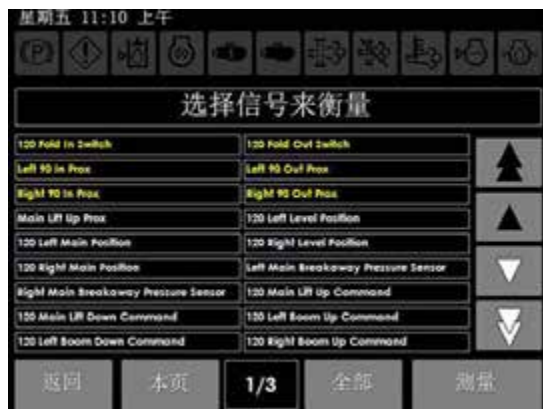 星期五 11:10 上午
选择信号来衡量
120 Fold In Switch
120 Fold Out Switch
Left 90 In Prox
Left 90 Out Prox
Right 90 In Prox
Right 90 Out Prox
Main Lift Up Prox
120 Left Level Position
120 Left Main Position
120 Right Level Position
120 Right Main Position
Left Main Breakaway Pressure Sensor
Right Main Breakaway Pressure Sensor
120 Main Lift Up Command
120 Main Lift Down Command
120 Left Boom Up Command
120 Left Boom Down Command
120 Right Boom Up Command
返回
本页
1/3
全部
测量